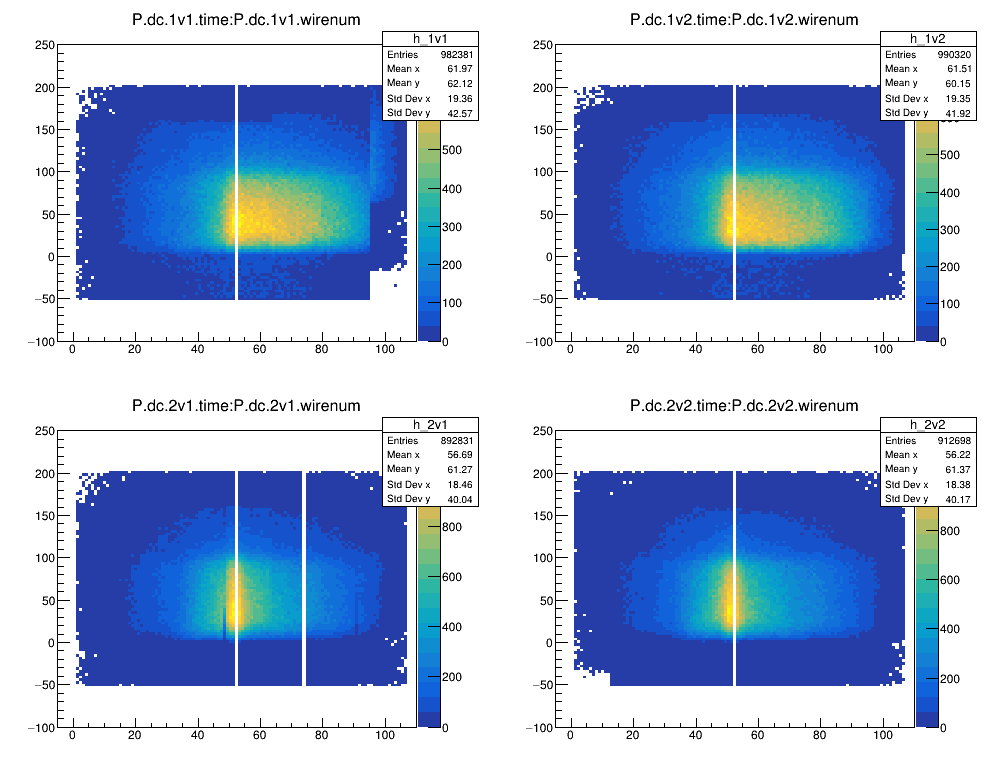 P.dc.1v1.time:P.dc.1v1.wirenum
h_1v1
Entries 982381
Mean x 61.97
Mean y 62.12
Std Dev x 19.36
Std Dev y 42.57
250
200
150
100
50
0
−50
−100
0 20 40 60 80 100
500
400
300
200
100
0
P.dc.1v2.time:P.dc.1v2.wirenum
h_1v2
Entries 990320
Mean x 61.51
Mean y 60.15
Std Dev x 19.35
Std Dev y 41.92
250
200
150
100
50
0
−50
−100
0 20 40 60 80 100
500
400
300
200
100
0
P.dc.2v1.time:P.dc.2v1.wirenum
h_2v1
Entries 892831
Mean x 56.69
Mean y 61.27
Std Dev x 18.46
Std Dev y 40.04
250
200
150
100
50
0
−50
−100
0 20 40 60 80 100
800
600
400
200
0
P.dc.2v2.time:P.dc.2v2.wirenum
h_2v2
Entries 912698
Mean x 56.22
Mean y 61.37
Std Dev x 18.38
Std Dev y 40.17
250
200
150
100
50
0
−50
−100
0 20 40 60 80 100
800
600
400
200
0